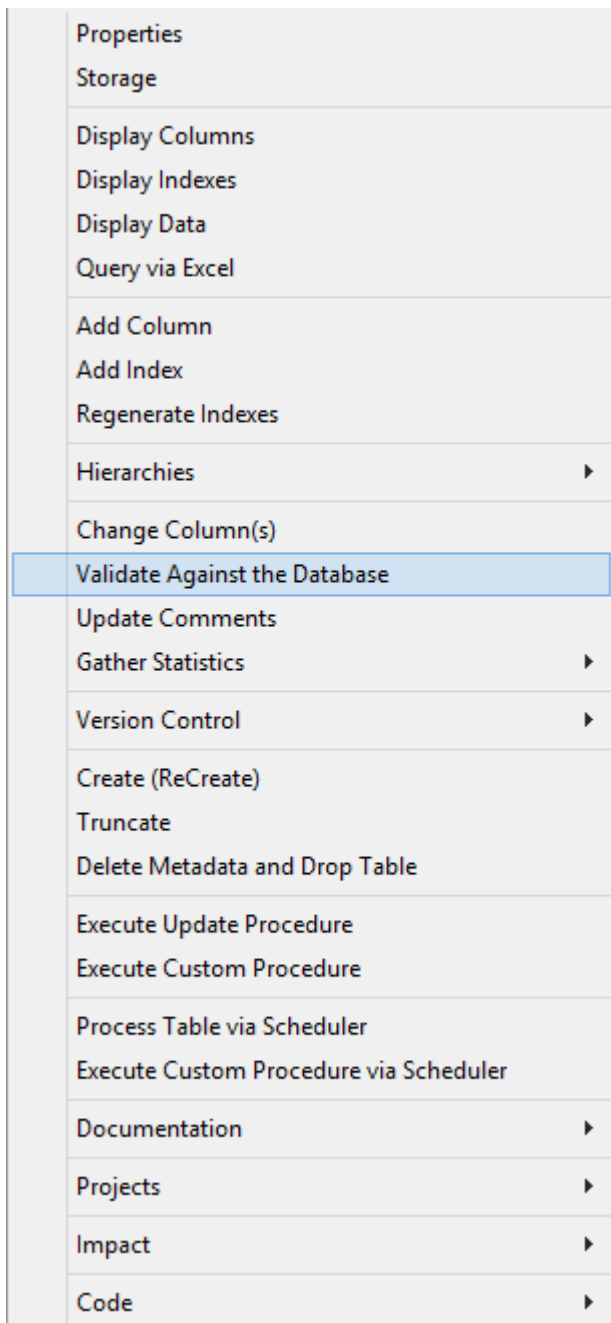 Properties
Storage
Display Columns
Display Indexes
Display Data
Query via Excel
Add Column
Add Index
Regenerate Indexes
Hierarchies
Change Column(s)
Validate Against the Database
Update Comments
Gather Statistics
Version Control
Create (ReCreate)
Truncate
Delete Metadata and Drop Table
Execute Update Procedure
Execute Custom Procedure
Process Table via Scheduler
Execute Custom Procedure via Scheduler
Documentation
Projects
Impact
Code